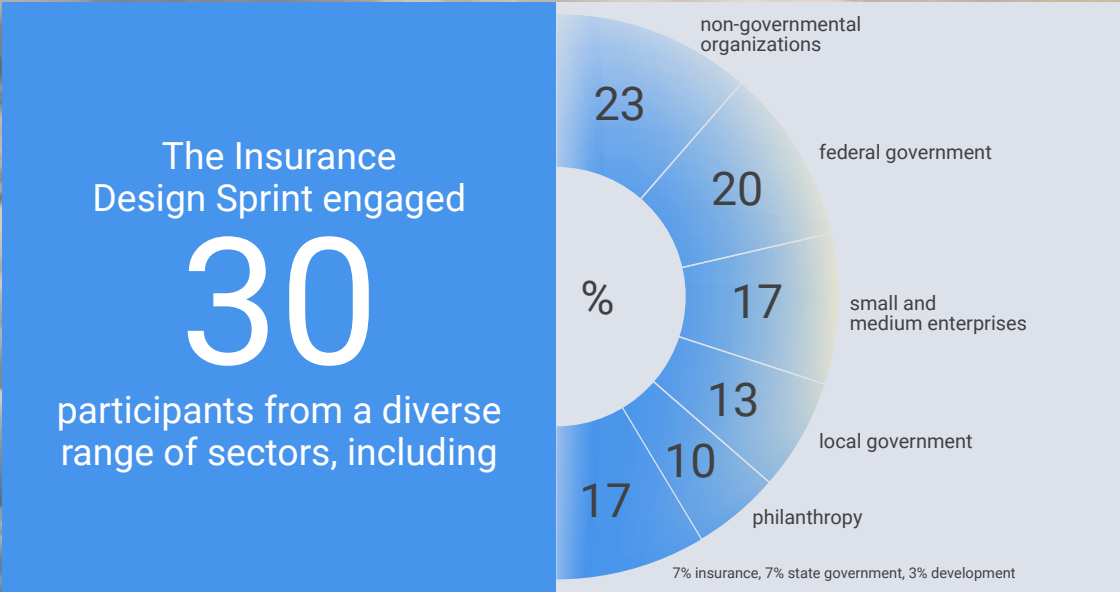 The Insurance
Design Sprint engaged
30
participants from a diverse
range of sectors, including
%
23
non-governmental
organizations
20
federal government
17
small and
medium enterprises
13
local government
10
philanthropy
17
7% insurance, 7% state government, 3% development